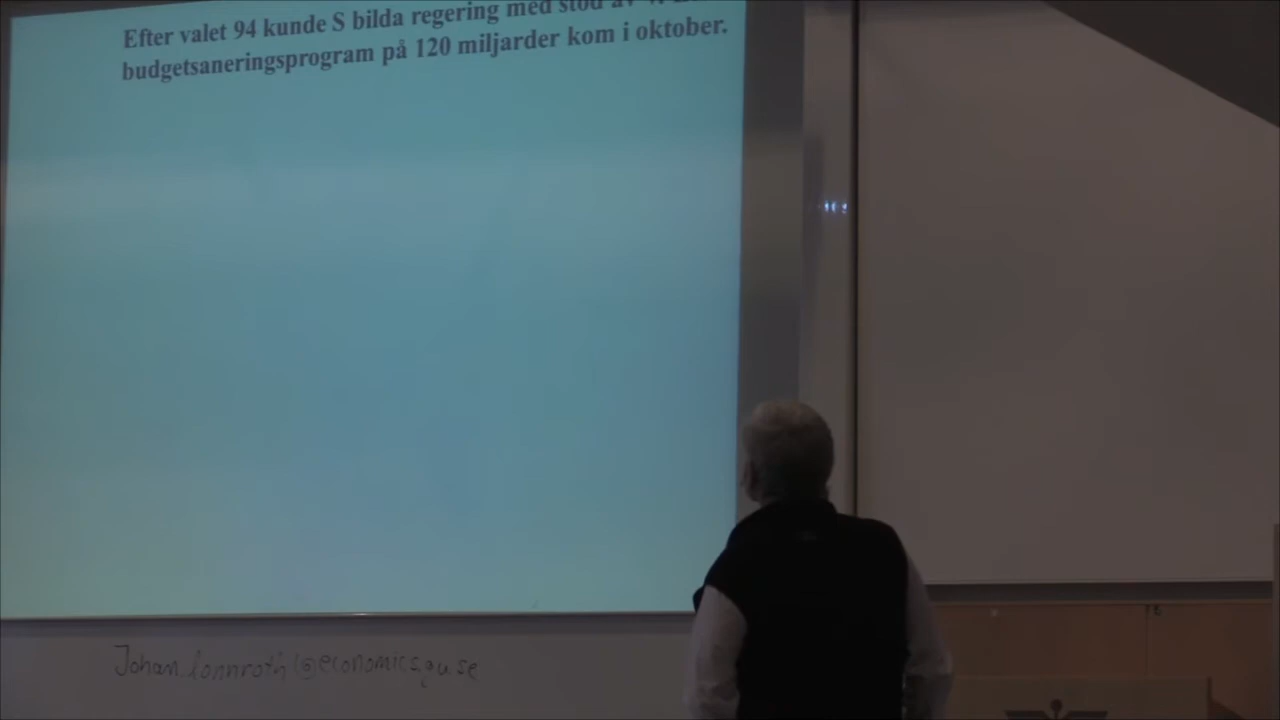 Efter valet 94 kunde S bilda regering med stöd av
budgetsaneringsprogram på 120 miljarder kom i oktober.
Johan.lonnroth@economics.gu.se